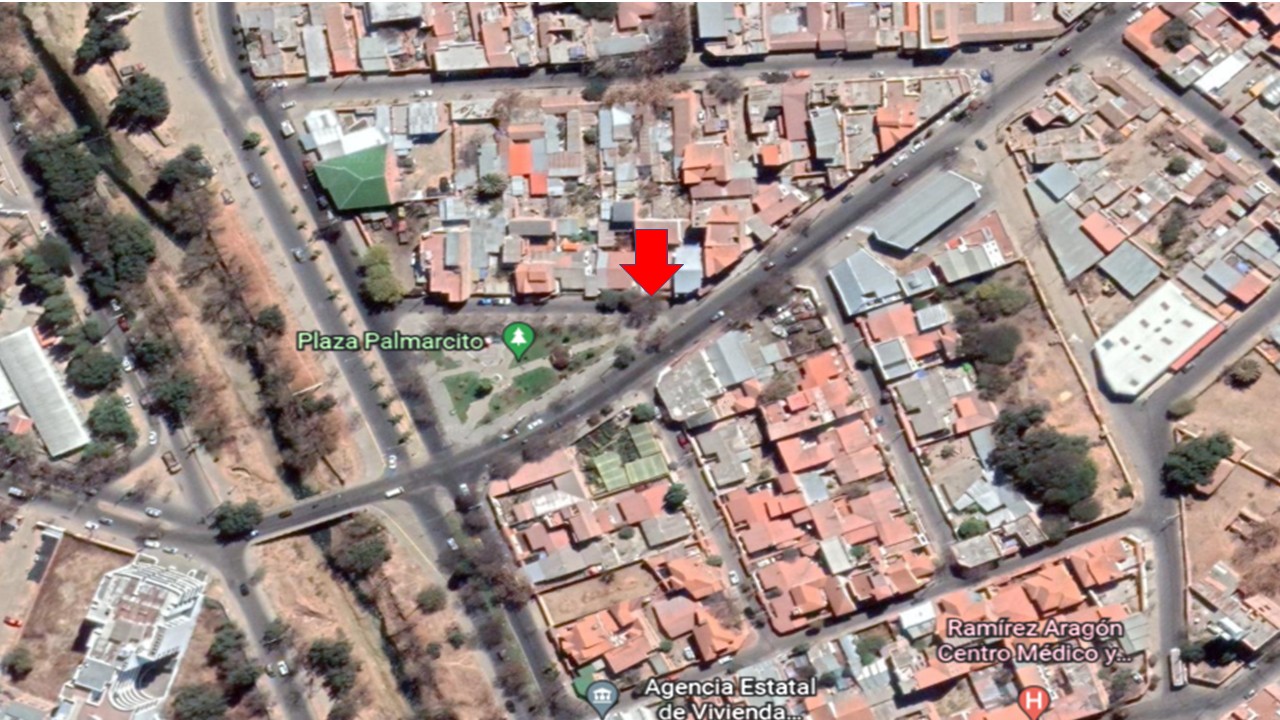 Plaza Palmarcito
Ramírez Aragón
Centro Médico y...
Agencia Estatal
de Vivienda...
H